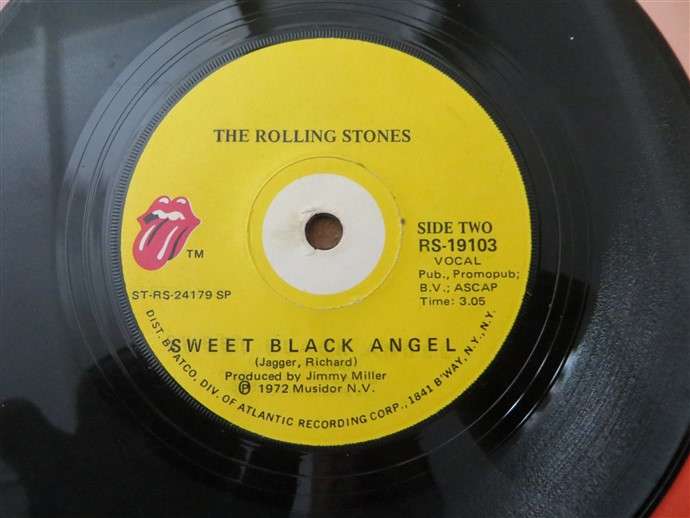 THE ROLLING STONES
TM
ST-RS-24179 SP
SIDE TWO
RS-19103
VOCAL
Pub., Promopub;
B.V.; ASCAP
Time: 3.05
SWEET BLACK ANGEL
(Jagger, Richard)
Produced by Jimmy Miller
℗ 1972 Musidor N.V.
DIST. BY ATCO. DIV. OF ATLANTIC RECORDING CORP., 1841 B'WAY, N.Y., N.Y.